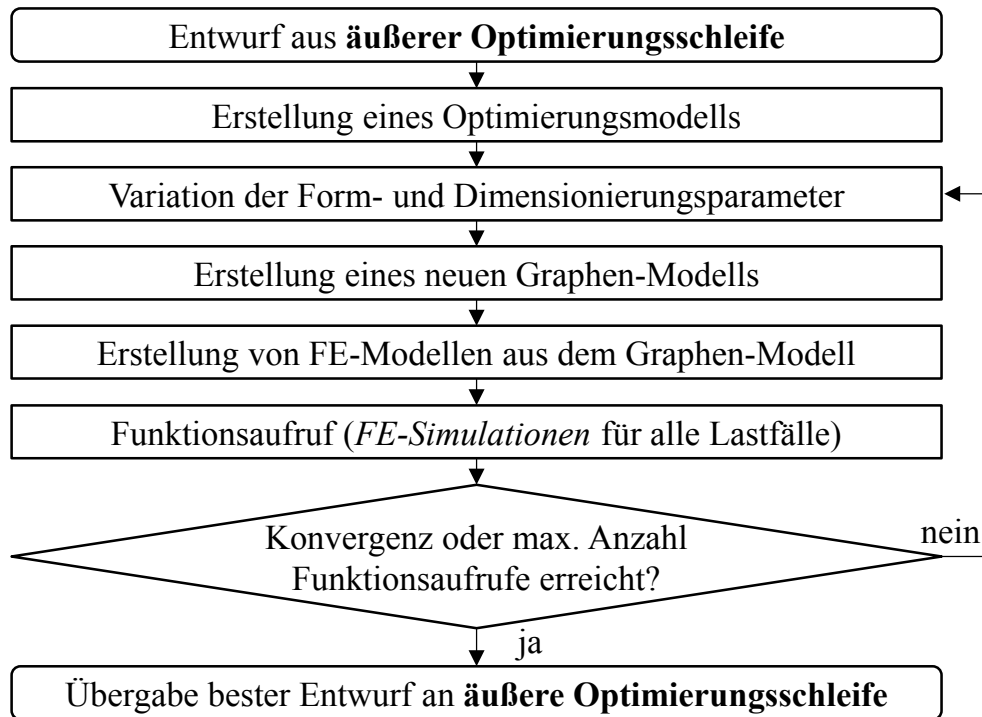 Entwurf aus äußerer Optimierungsschleife
Erstellung eines Optimierungsmodells
Variation der Form- und Dimensionierungsparameter
Erstellung eines neuen Graphen-Modells
Erstellung von FE-Modellen aus dem Graphen-Modell
Funktionsaufruf (FE-Simulationen für alle Lastfälle)
Konvergenz oder max. Anzahl
Funktionsaufrufe erreicht?
nein
ja
Übergabe bester Entwurf an äußere Optimierungsschleife